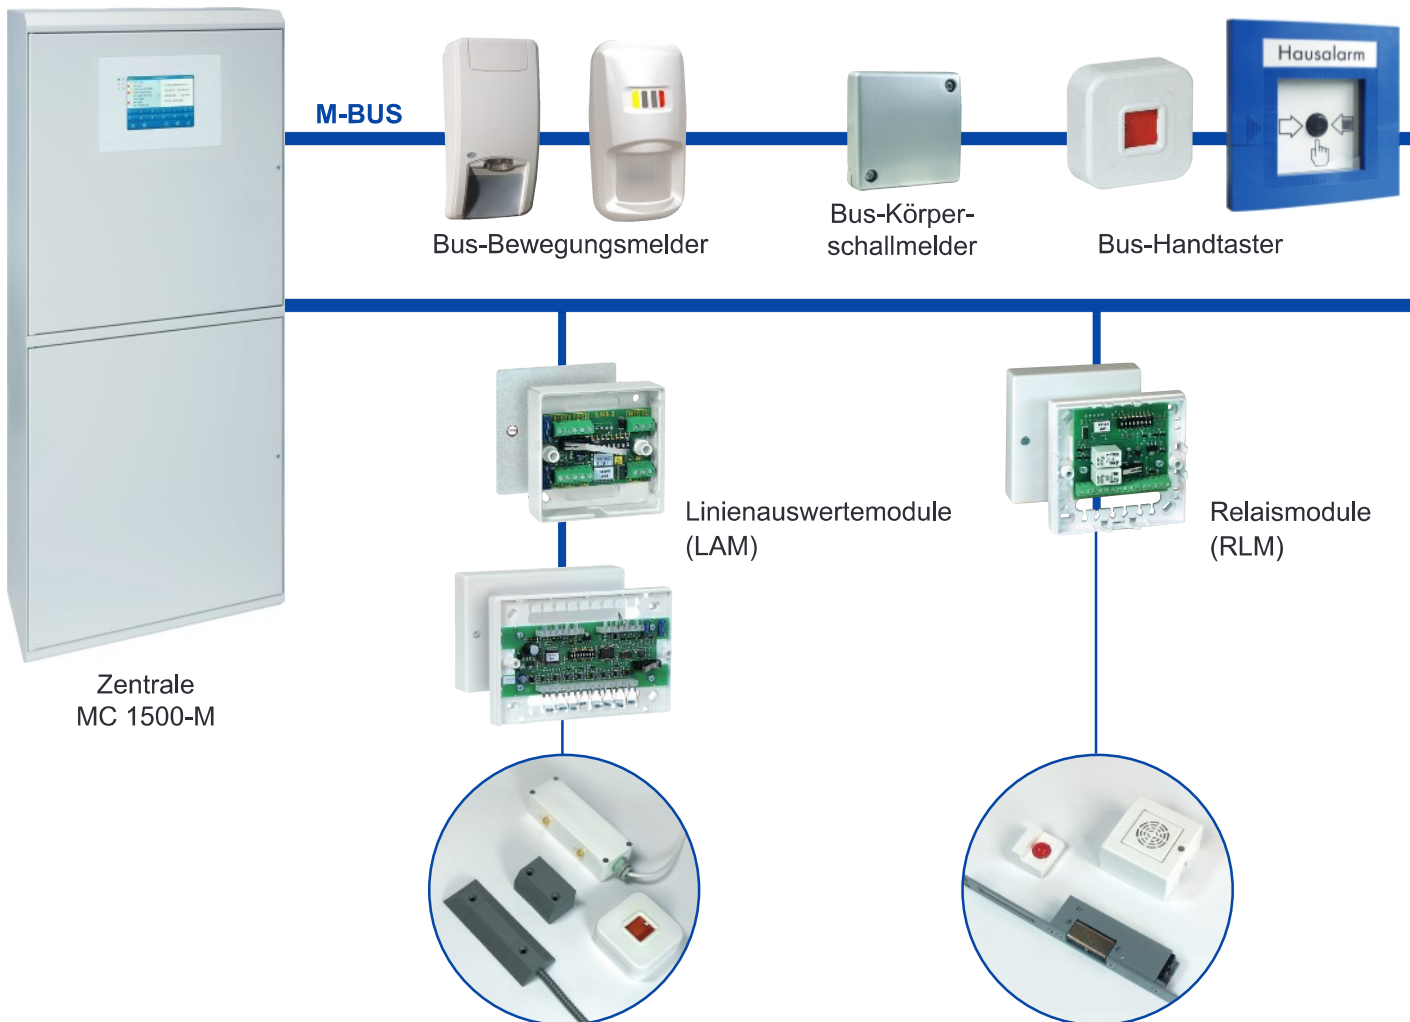 M-BUS
Hausalarm
Bus-Bewegungsmelder
Bus-Körper-
schallmelder
Bus-Handtaster
Linienauswertemodule
(LAM)
Relaismodule
(RLM)
Zentrale
MC 1500-M